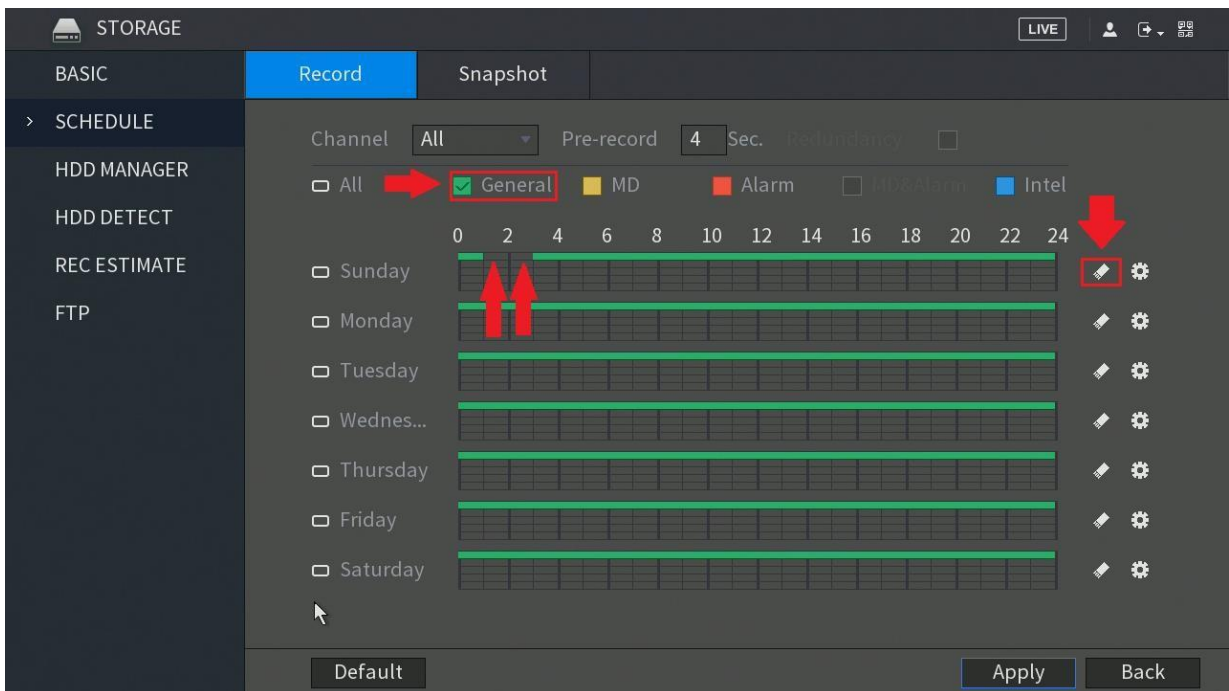 STORAGE LIVE
BASIC Record Snapshot
SCHEDULE
Channel All Pre-record 4 Sec. Redundancy
HDD MANAGER
All General MD Alarm MD&Alarm Intel
HDD DETECT
0 2 4 6 8 10 12 14 16 18 20 22 24
REC ESTIMATE
Sunday
FTP
Monday
Tuesday
Wednes...
Thursday
Friday
Saturday
Default Apply Back